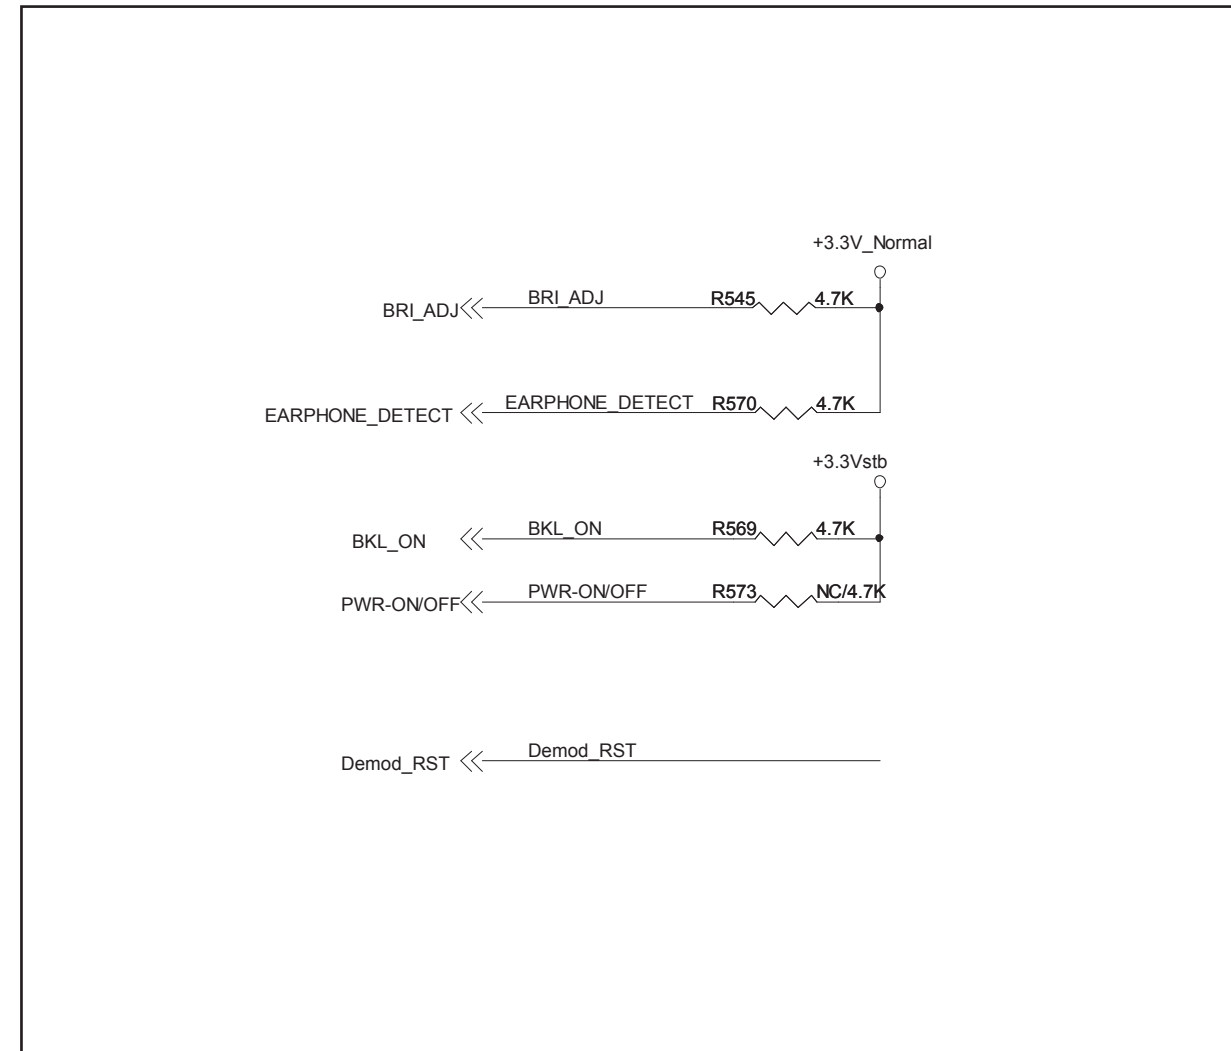 +3.3V_Normal
BRI_ADJ BRI_ADJ R545 4.7K
EARPHONE_DETECT EARPHONE_DETECT R570 4.7K
+3.3Vstb
BKL_ON BKL_ON R569 4.7K
PWR-ON/OFF PWR-ON/OFF R573 NC/4.7K
Demod_RST Demod_RST